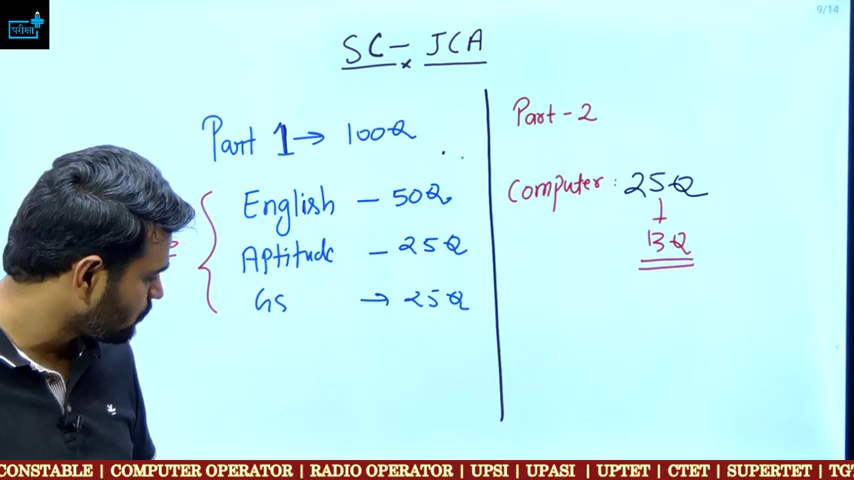 परीक्षा
9/14
SC - JCA
Part 1 → 100Q
English - 50Q
Aptitude - 25Q
GS → 25Q
Part - 2
Computer : 25Q
13Q
CONSTABLE | COMPUTER OPERATOR | RADIO OPERATOR | UPSI | UPASI | UPTET | CTET | SUPERTET | TGT